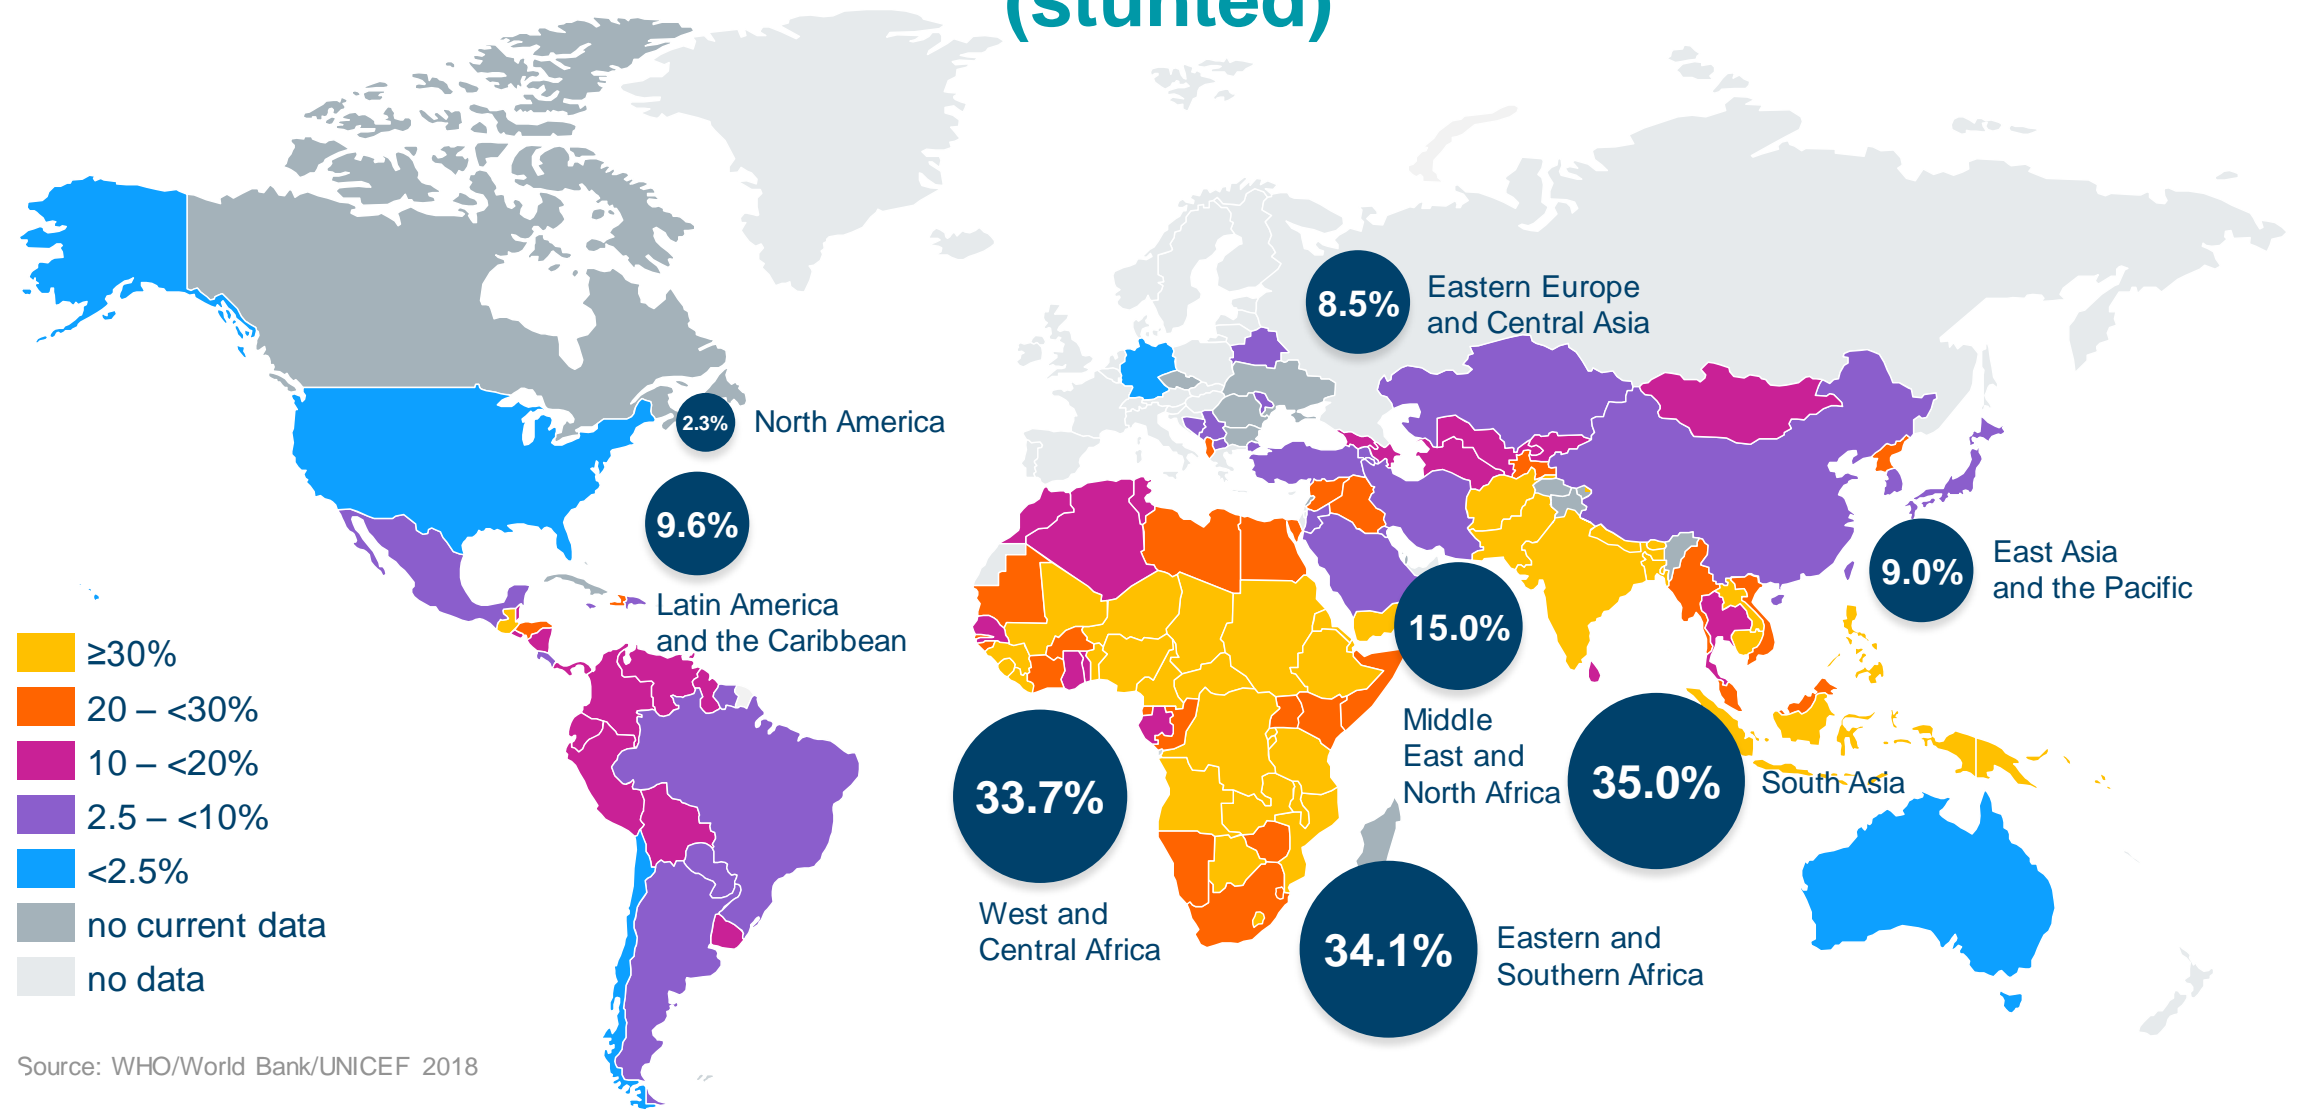 (stunted)
8.5%
Eastern Europe
and Central Asia
2.3%
North America
9.6%
Latin America
and the Caribbean
9.0%
East Asia
and the Pacific
15.0%
Middle
East and
North Africa
33.7%
West and
Central Africa
35.0%
South Asia
34.1%
Eastern and
Southern Africa
≥30%
20 – <30%
10 – <20%
2.5 – <10%
<2.5%
no current data
no data
Source: WHO/World Bank/UNICEF 2018